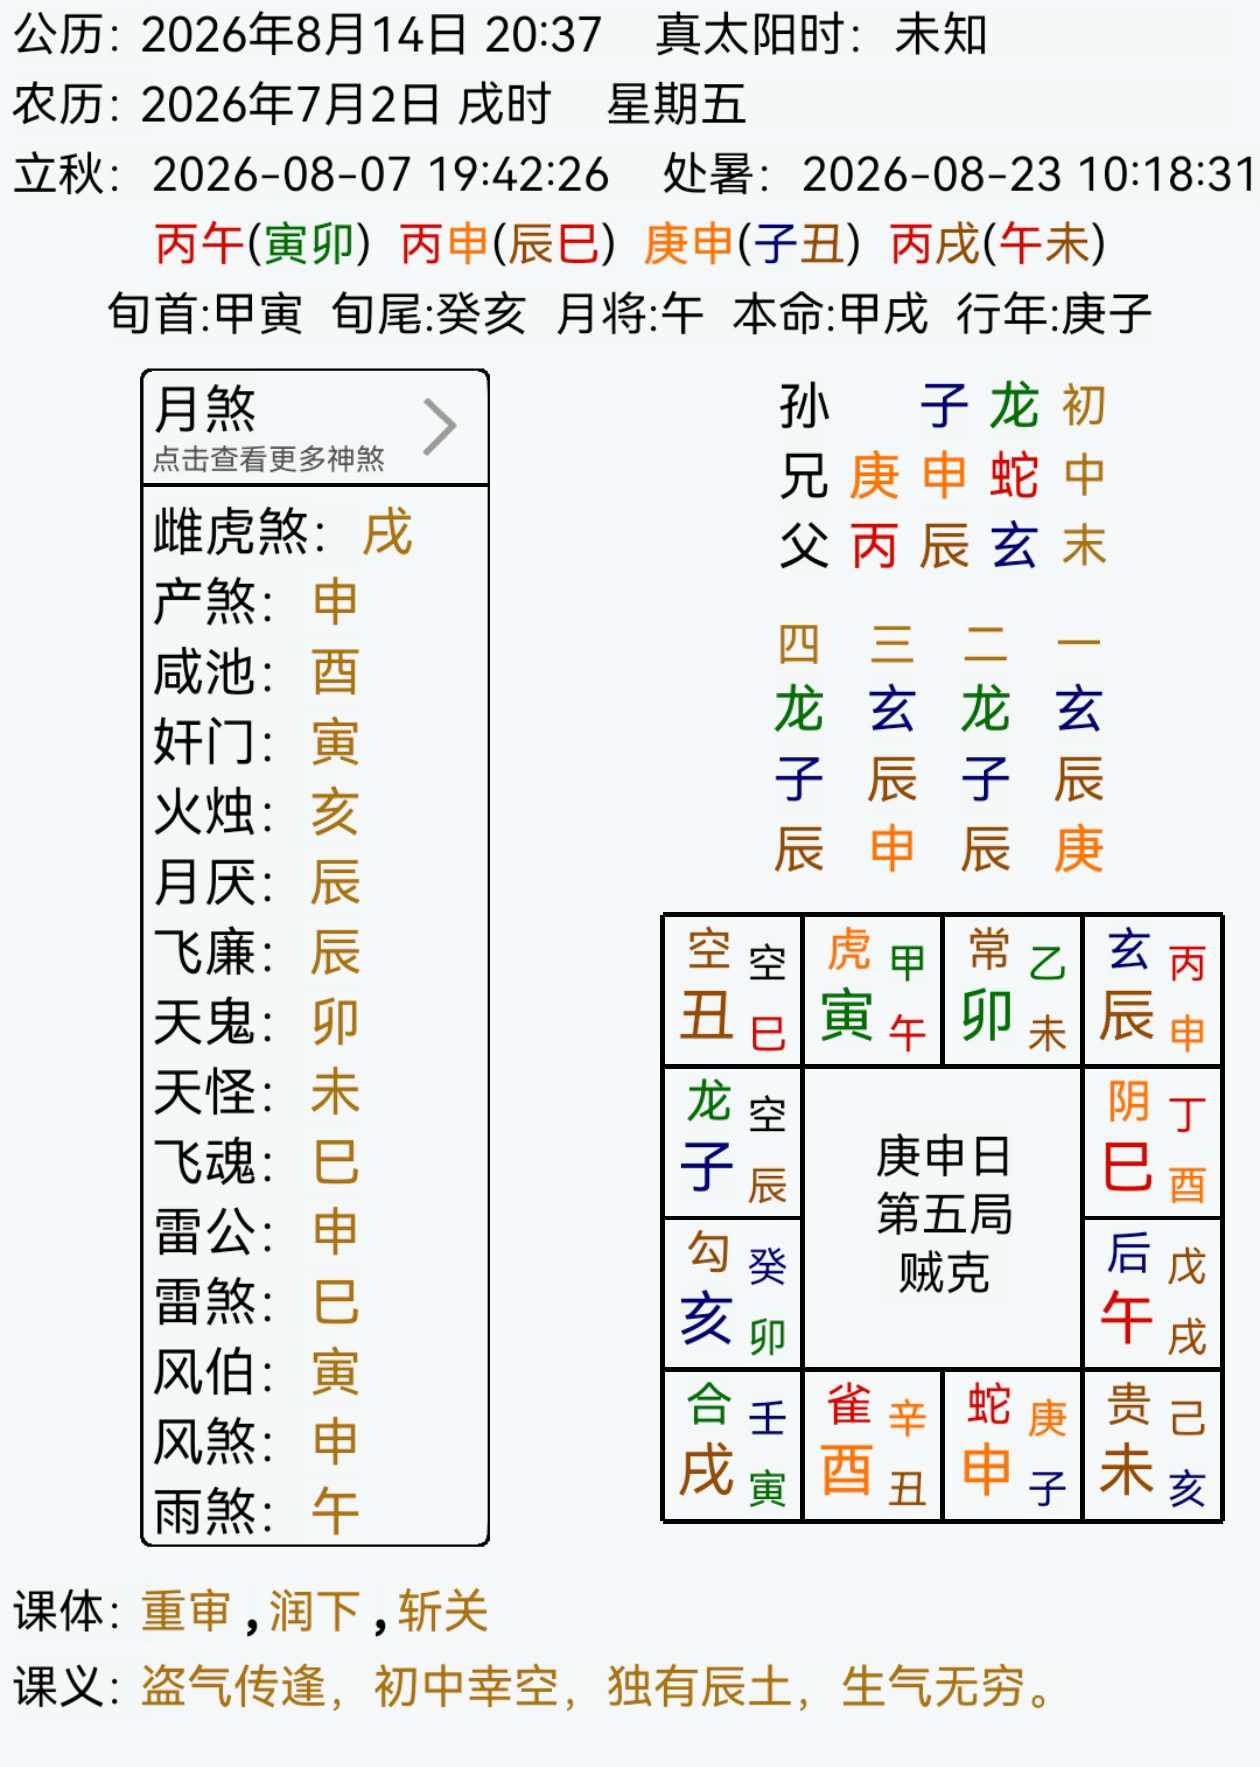 公历：2026年8月14日 20:37 真太阳时：未知
农历：2026年7月2日 戌时 星期五
立秋：2026-08-07 19:42:26 处暑：2026-08-23 10:18:31
丙午(寅卯) 丙申(辰巳) 庚申(子丑) 丙戌(午未)
旬首:甲寅 旬尾:癸亥 月将:午 本命:甲戌 行年:庚子
月煞
点击查看更多神煞
雌虎煞：戌
产煞：申
咸池：酉
奸门：寅
火烛：亥
月厌：辰
飞廉：辰
天鬼：卯
天怪：未
飞魂：巳
雷公：申
雷煞：巳
风伯：寅
风煞：申
雨煞：午
孙 子 龙 初
兄 庚 申 蛇 中
父 丙 辰 玄 末
四 三 二 一
龙 玄 龙 玄
子 辰 子 辰
辰 申 辰 庚
空 空 虎 甲 常 乙 玄 丙
丑 巳 寅 午 卯 未 辰 申
龙 空 阴 丁
子 辰 巳 酉
庚申日
第五局
贼克
勾 癸 后 戊
亥 卯 午 戌
合 壬 雀 辛 蛇 庚 贵 己
戌 寅 酉 丑 申 子 未 亥
课体：重审,润下,斩关
课义：盗气传逢，初中幸空，独有辰土，生气无穷。